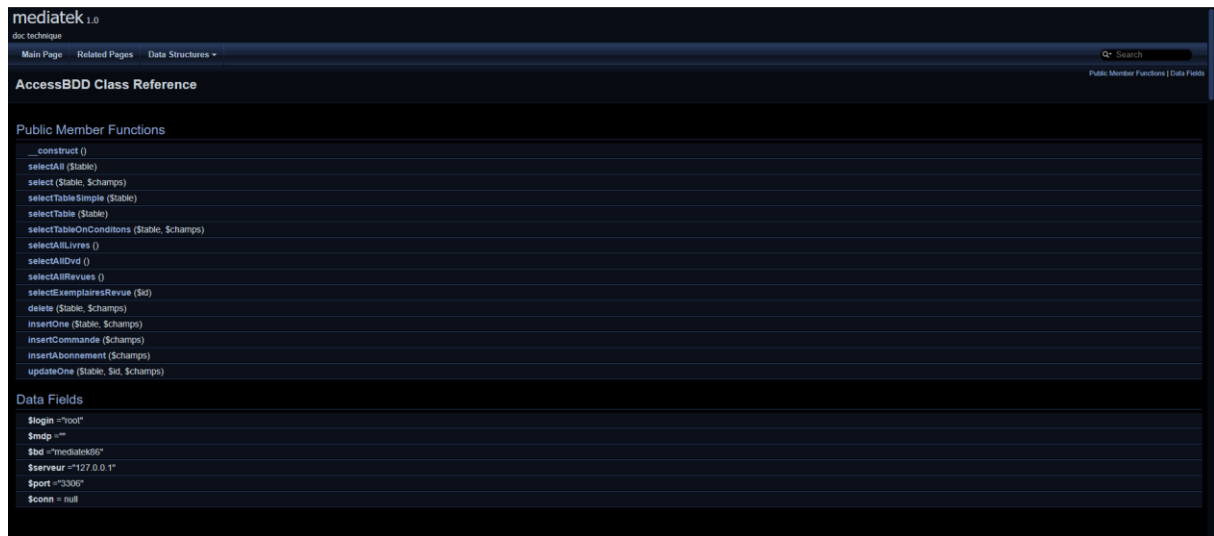 mediatek 1.0
doc technique
Main Page Related Pages Data Structures
Search
Public Member Functions | Data Fields
AccessBDD Class Reference
Public Member Functions
__construct ()
selectAll ($table)
select ($table, $champs)
selectTableSimple ($table)
selectTable ($table)
selectTableOnConditons ($table, $champs)
selectAllLivres ()
selectAllDvd ()
selectAllRevues ()
selectExemplairesRevue ($id)
delete ($table, $champs)
insertOne ($table, $champs)
insertCommande ($champs)
insertAbonnement ($champs)
updateOne ($table, $id, $champs)
Data Fields
$login ="root"
$mdp =""
$bd ="mediatek86"
$serveur ="127.0.0.1"
$port ="3306"
$conn = null